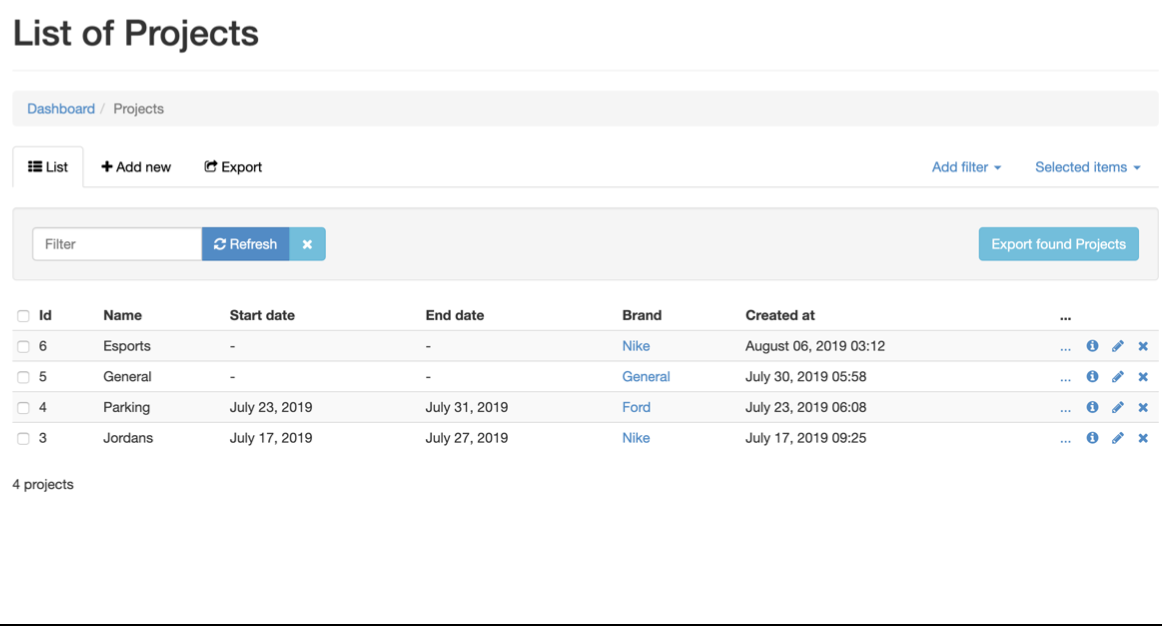 List of Projects
Dashboard / Projects
List Add new Export Add filter Selected items
Filter Refresh Export found Projects
Id Name Start date End date Brand Created at ...
6 Esports - - Nike August 06, 2019 03:12 ...
5 General - - General July 30, 2019 05:58 ...
4 Parking July 23, 2019 July 31, 2019 Ford July 23, 2019 06:08 ...
3 Jordans July 17, 2019 July 27, 2019 Nike July 17, 2019 09:25 ...
4 projects